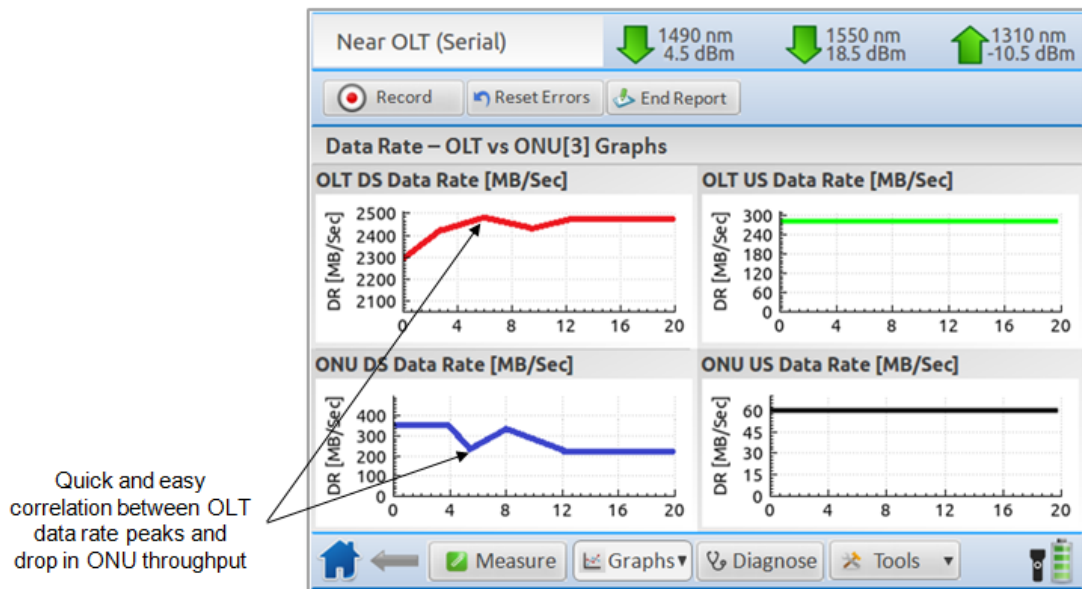 Near OLT (Serial)
1490 nm
4.5 dBm
1550 nm
18.5 dBm
1310 nm
-10.5 dBm
Record
Reset Errors
End Report
Data Rate – OLT vs ONU[3] Graphs
OLT DS Data Rate [MB/Sec]
DR [MB/Sec]
2500
2400
2300
2200
2100
0 4 8 12 16 20
OLT US Data Rate [MB/Sec]
DR [MB/Sec]
300
240
180
120
60
0
0 4 8 12 16 20
ONU DS Data Rate [MB/Sec]
DR [MB/Sec]
400
300
200
100
0
0 4 8 12 16 20
ONU US Data Rate [MB/Sec]
DR [MB/Sec]
60
45
30
15
0
0 4 8 12 16 20
Quick and easy
correlation between OLT
data rate peaks and
drop in ONU throughput
Measure
Graphs
Diagnose
Tools